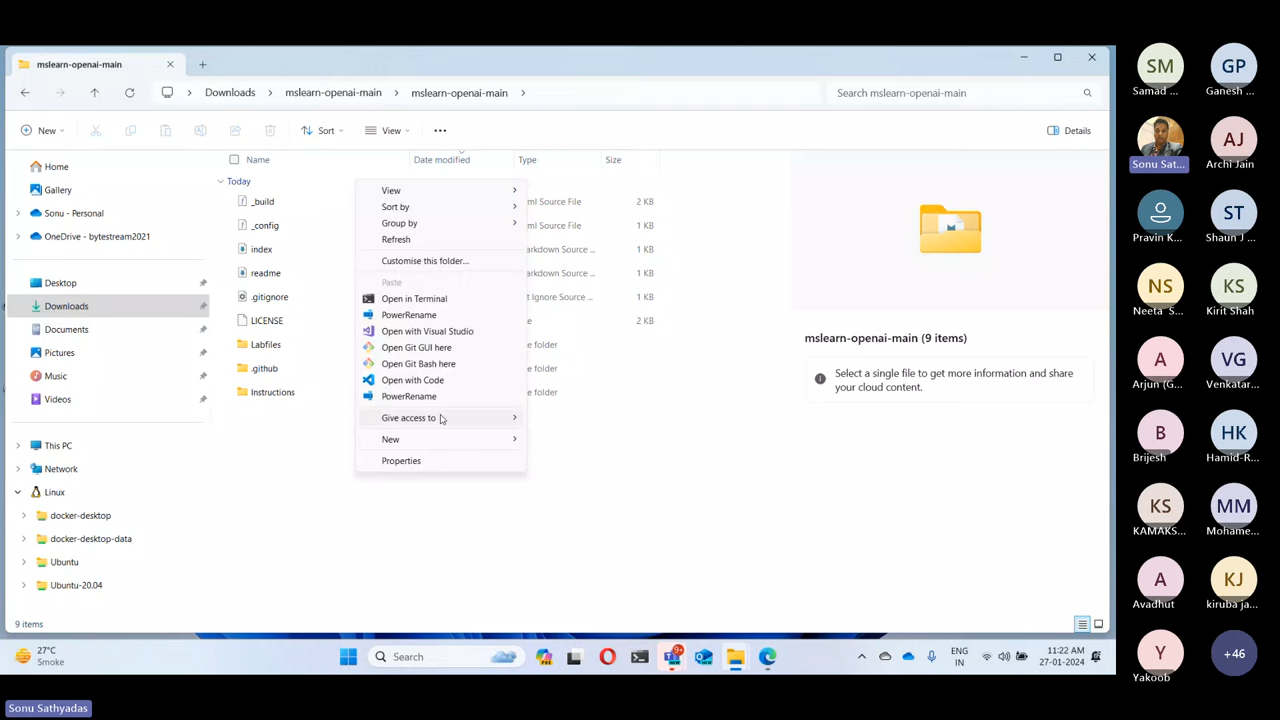 mslearn-openai-main
Downloads
mslearn-openai-main
mslearn-openai-main
Search mslearn-openai-main
New
Sort
View
Details
Home
Gallery
Sonu - Personal
OneDrive - bytestream2021
Desktop
Downloads
Documents
Pictures
Music
Videos
This PC
Network
Linux
docker-desktop
docker-desktop-data
Ubuntu
Ubuntu-20.04
9 items
Name
Date modified
Type
Size
Today
_build
ml Source File
2 KB
_config
ml Source File
1 KB
index
arkdown Source ...
1 KB
readme
arkdown Source ...
1 KB
.gitignore
t Ignore Source ...
1 KB
LICENSE
e
2 KB
Labfiles
e folder
.github
e folder
Instructions
e folder
View
Sort by
Group by
Refresh
Customise this folder...
Paste
Open in Terminal
PowerRename
Open with Visual Studio
Open Git GUI here
Open Git Bash here
Open with Code
PowerRename
Give access to
New
Properties
mslearn-openai-main (9 items)
Select a single file to get more information and share
your cloud content.
27°C
Smoke
Search
PRE
NEW
9+
NEW
ENG
IN
11:22 AM
27-01-2024
SM
Samad ...
GP
Ganesh ...
Sonu Sat...
AJ
Archi Jain
Pravin K...
ST
Shaun J ...
NS
Neeta S...
KS
Kirit Shah
A
Arjun (G...
VG
Venkatar...
B
Brijesh
HK
Hamid-R...
KS
KAMAKS...
MM
Mohame...
A
Avadhut
KJ
kiruba ja...
Y
Yakoob
+46
Sonu Sathyadas